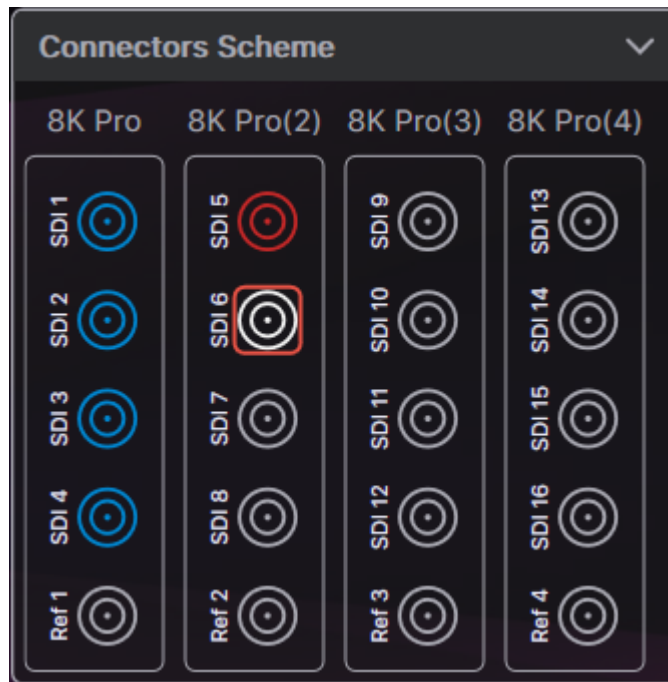 Connectors Scheme
8K Pro
8K Pro(2)
8K Pro(3)
8K Pro(4)
SDI 1
SDI 2
SDI 3
SDI 4
Ref 1
SDI 5
SDI 6
SDI 7
SDI 8
Ref 2
SDI 9
SDI 10
SDI 11
SDI 12
Ref 3
SDI 13
SDI 14
SDI 15
SDI 16
Ref 4